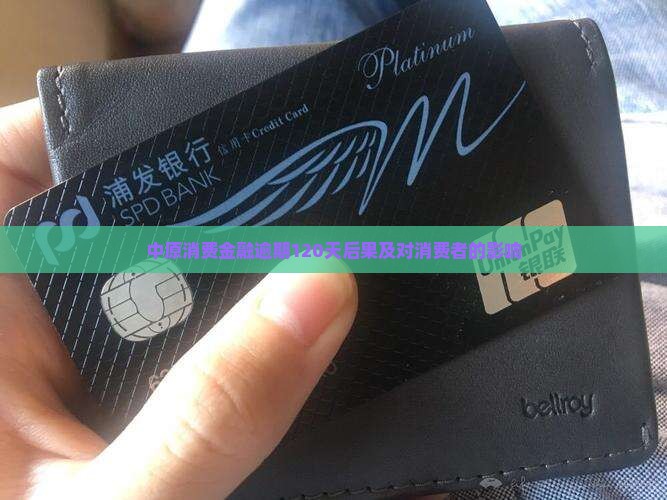 Platinum
浦发银行 信用卡Credit Card
SPD BANK
中原消费金融逾期120天后果及对消费者的影响
UnionPay
银联
bellroy